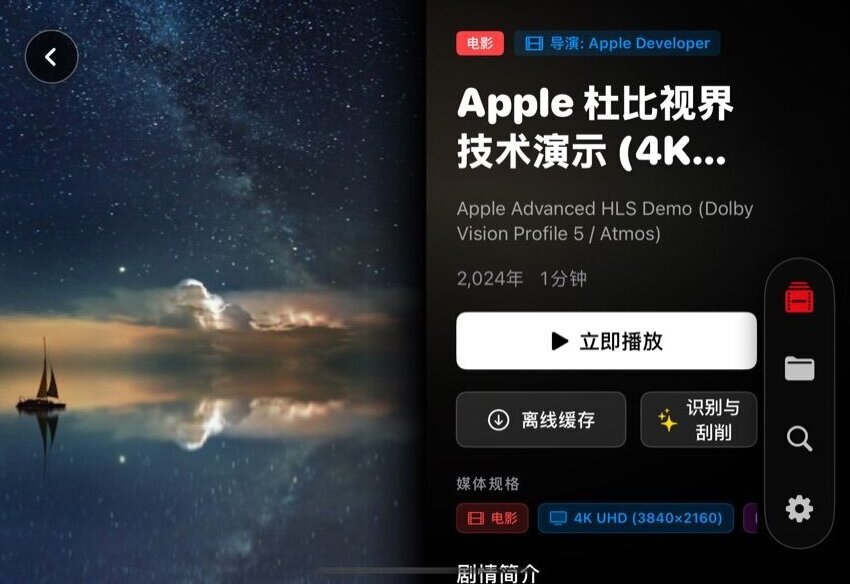 电影 导演: Apple Developer
Apple 杜比视界
技术演示 (4K...
Apple Advanced HLS Demo (Dolby
Vision Profile 5 / Atmos)
2,024年 1分钟
立即播放
离线缓存
识别与
刮削
媒体规格
电影 4K UHD (3840×2160)
剧情简介